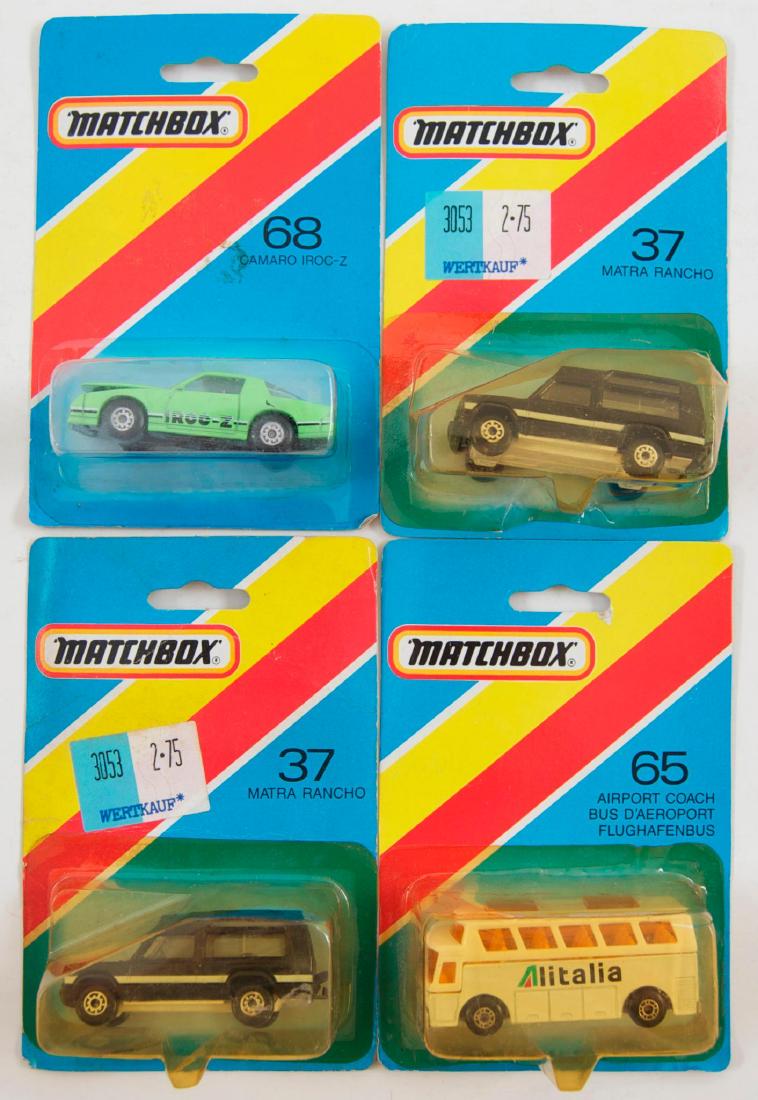 MATCHBOX®
68
CAMARO IROC-Z
IROC-Z
MATCHBOX®
3053 2·75
WERTKAUF*
37
MATRA RANCHO
MATCHBOX®
3053 2·75
WERTKAUF*
37
MATRA RANCHO
MATCHBOX®
65
AIRPORT COACH
BUS D'AEROPORT
FLUGHAFENBUS
Alitalia